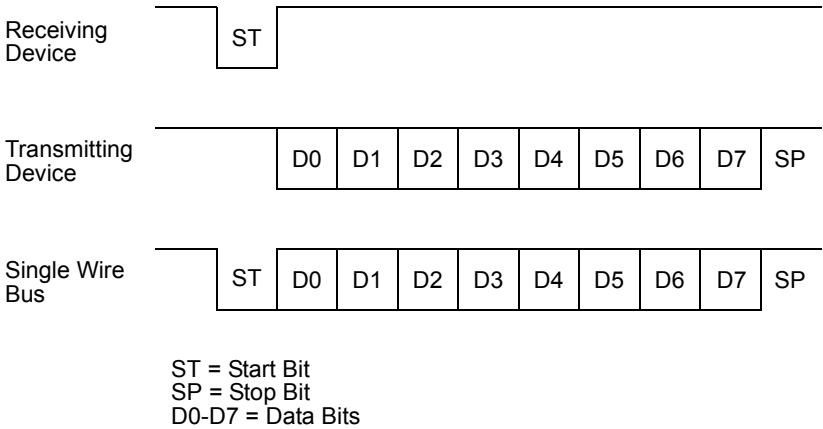 Receiving
Device
ST
Transmitting
Device
D0 D1 D2 D3 D4 D5 D6 D7 SP
Single Wire
Bus
ST D0 D1 D2 D3 D4 D5 D6 D7 SP
ST = Start Bit
SP = Stop Bit
D0-D7 = Data Bits